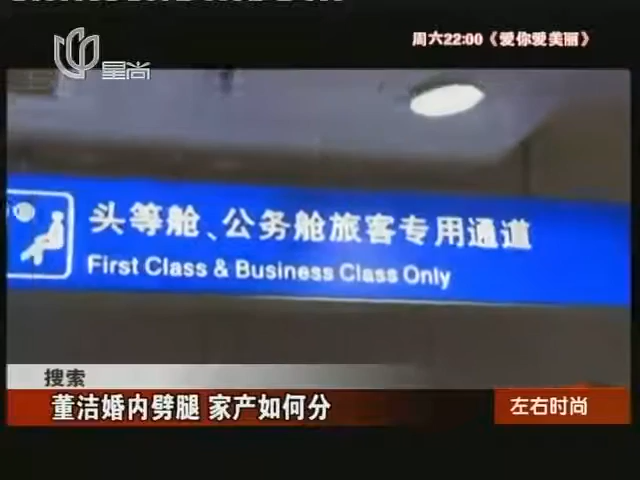 周六22:00《爱你爱美丽》
星尚
头等舱、公务舱旅客专用通道
First Class & Business Class Only
搜索
董洁婚内劈腿 家产如何分
左右时尚